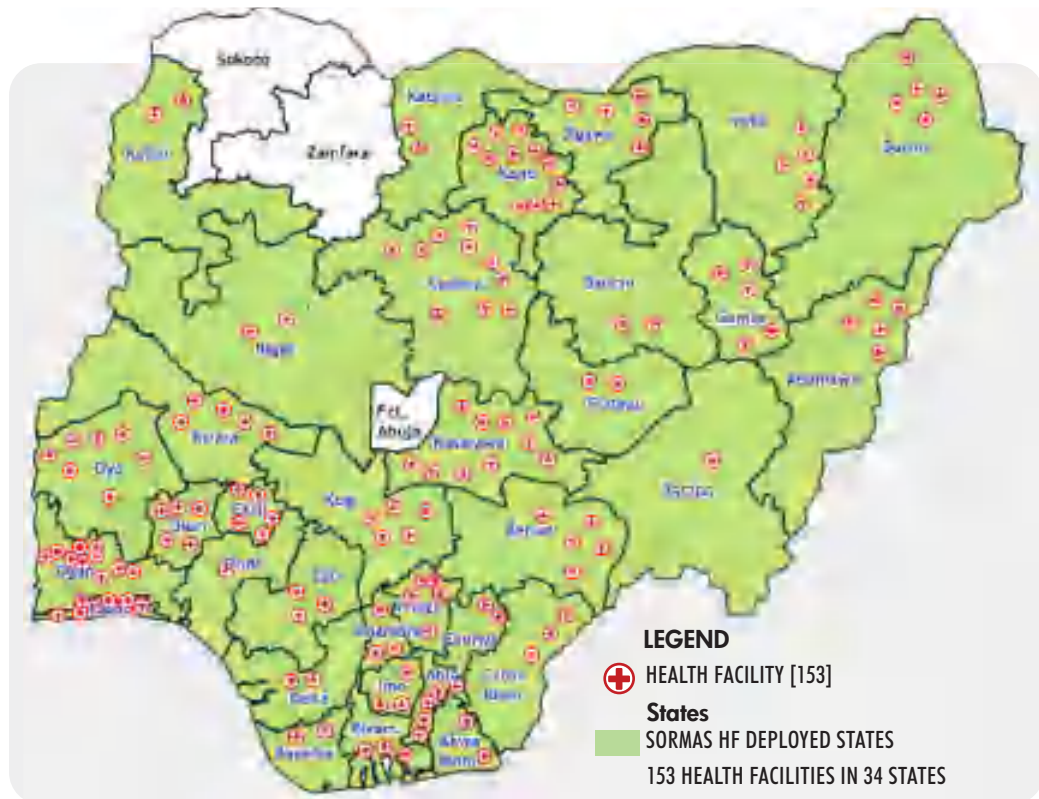 Sokoto
Katsina
Zamfara
Kebbi
Jigawa
Yobe
Borno
Kano
Kaduna
Bauchi
Gombe
Adamawa
Niger
Plateau
Fct,
Abuja
Nasarawa
Kwara
Oyo
Taraba
Kogi
Benue
Osun
Ekiti
Ondo
Edo
Ogun
Lagos
Enugu
Anambra
Ebonyi
Cross
River
Abia
Imo
Delta
Rivers
Bayelsa
Akwa
Ibom
LEGEND
HEALTH FACILITY [153]
States
SORMAS HF DEPLOYED STATES
153 HEALTH FACILITIES IN 34 STATES